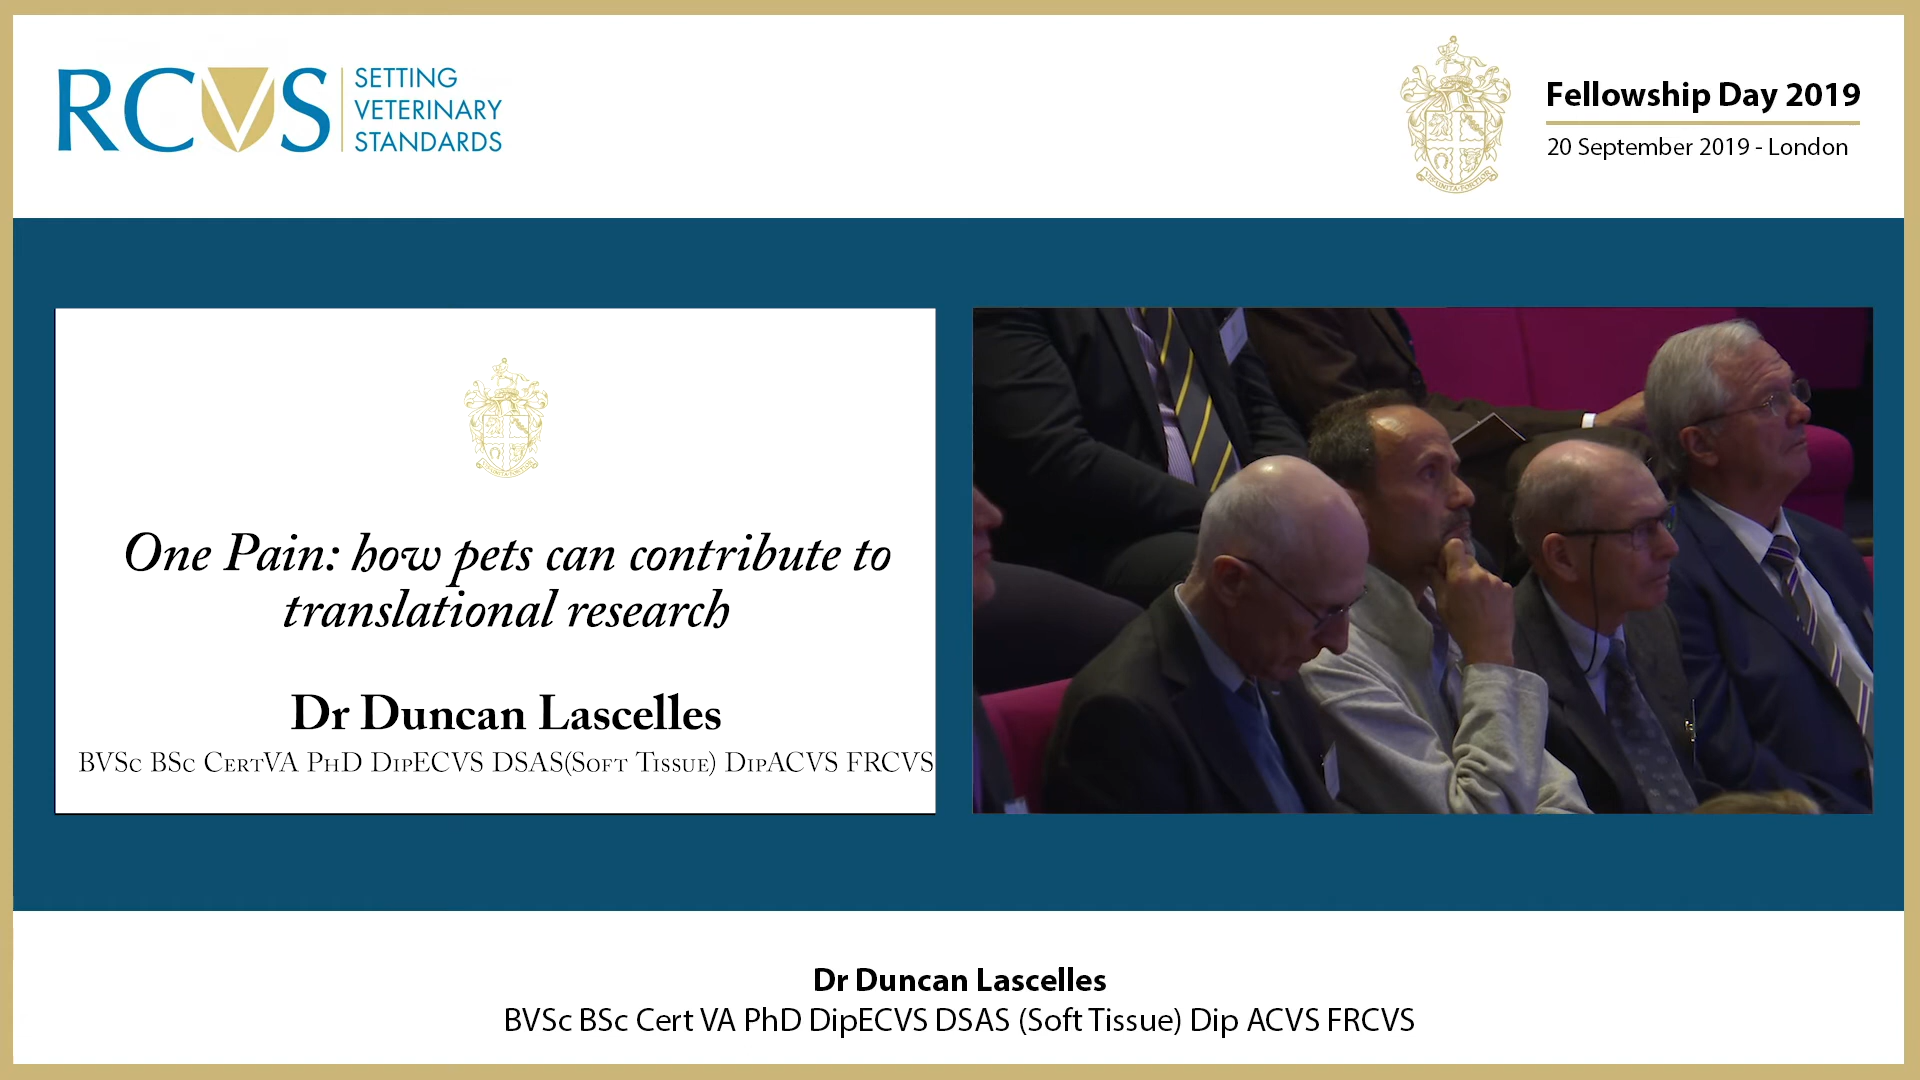 RCVS
SETTING
VETERINARY
STANDARDS
Fellowship Day 2019
20 September 2019 - London
One Pain: how pets can contribute to
translational research
Dr Duncan Lascelles
BVSc BSc CertVA PhD DipECVS DSAS(Soft Tissue) DipACVS FRCVS
Dr Duncan Lascelles
BVSc BSc Cert VA PhD DipECVS DSAS (Soft Tissue) Dip ACVS FRCVS